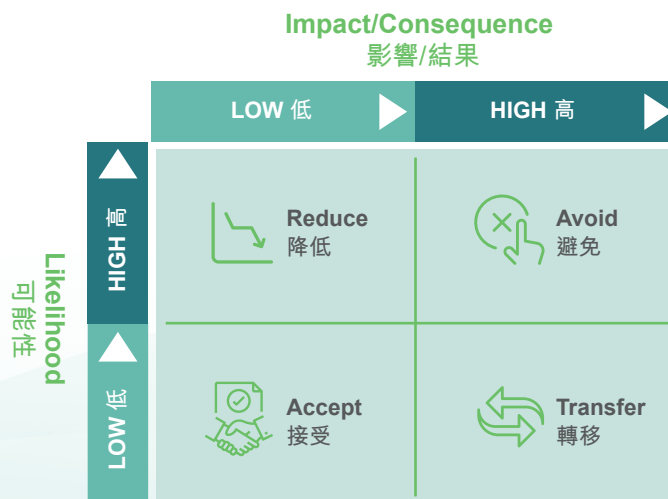 Impact/Consequence
影響/結果
LOW 低
HIGH 高
Likelihood
可能性
HIGH 高
Reduce
降低
Avoid
避免
LOW 低
Accept
接受
Transfer
轉移